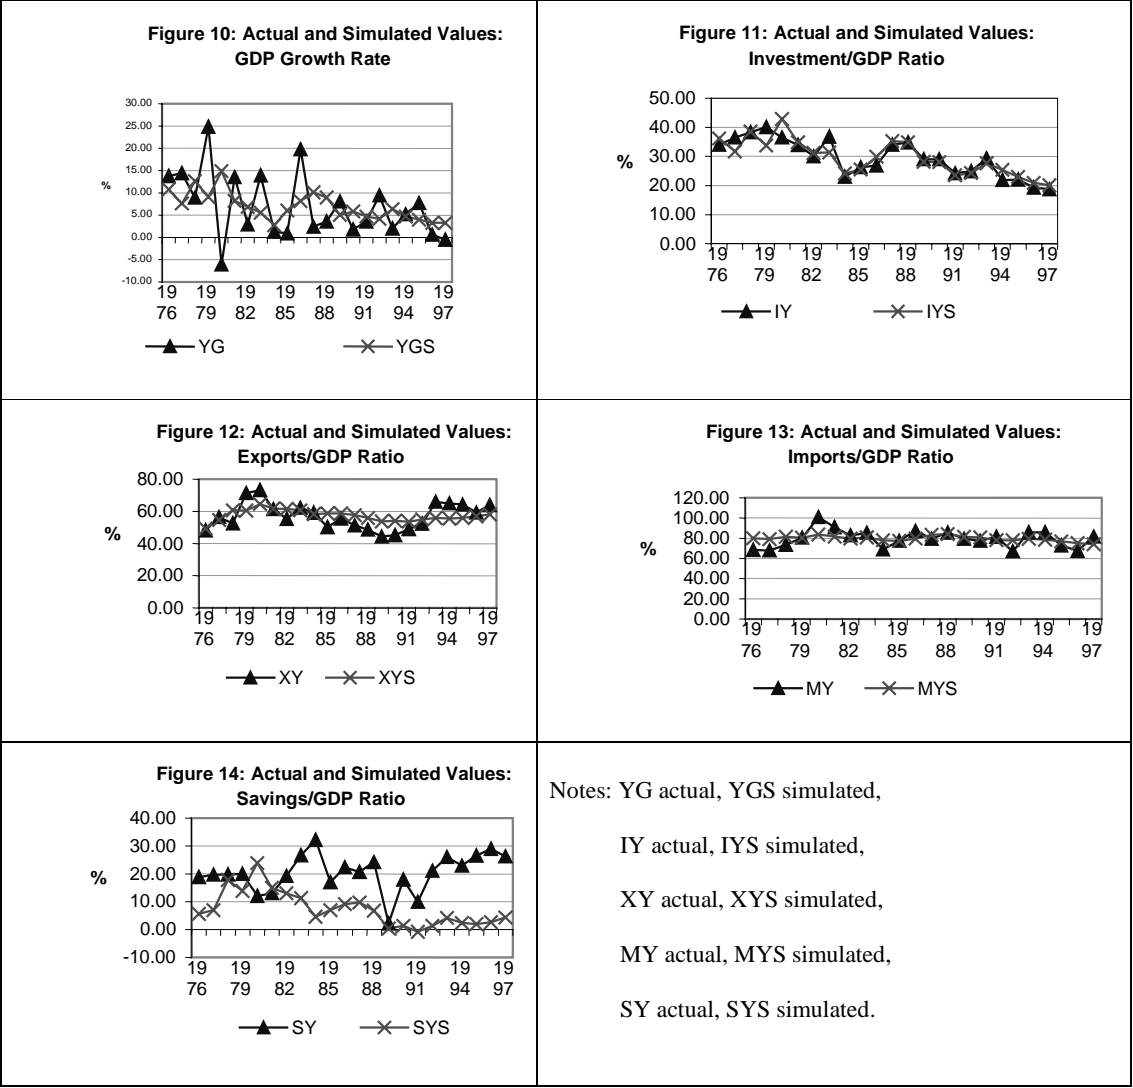 Figure 10: Actual and Simulated Values:
GDP Growth Rate
30.00
25.00
20.00
15.00
10.00
5.00
0.00
-5.00
-10.00
%
19 19 19 19 19 19 19 19
76 79 82 85 88 91 94 97
YG YGS
Figure 11: Actual and Simulated Values:
Investment/GDP Ratio
50.00
40.00
30.00
20.00
10.00
0.00
%
19 19 19 19 19 19 19 19
76 79 82 85 88 91 94 97
IY IYS
Figure 12: Actual and Simulated Values:
Exports/GDP Ratio
80.00
60.00
40.00
20.00
0.00
%
19 19 19 19 19 19 19 19
76 79 82 85 88 91 94 97
XY XYS
Figure 13: Actual and Simulated Values:
Imports/GDP Ratio
120.00
100.00
80.00
60.00
40.00
20.00
0.00
%
19 19 19 19 19 19 19 19
76 79 82 85 88 91 94 97
MY MYS
Figure 14: Actual and Simulated Values:
Savings/GDP Ratio
40.00
30.00
20.00
10.00
0.00
-10.00
%
19 19 19 19 19 19 19 19
76 79 82 85 88 91 94 97
SY SYS
Notes: YG actual, YGS simulated,
IY actual, IYS simulated,
XY actual, XYS simulated,
MY actual, MYS simulated,
SY actual, SYS simulated.